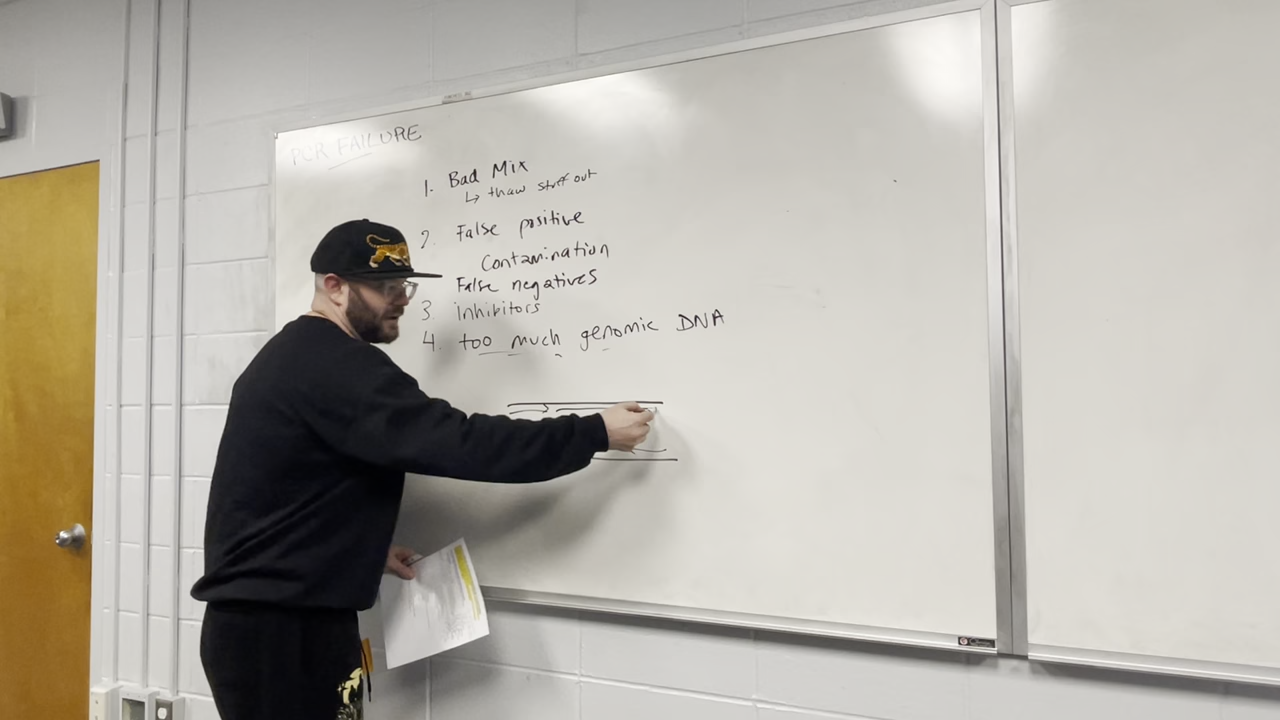 PCR FAILURE
1. Bad Mix
↳ thaw stuff out
2. False positive
Contamination
False negatives
3 inhibitors
4. too much genomic DNA